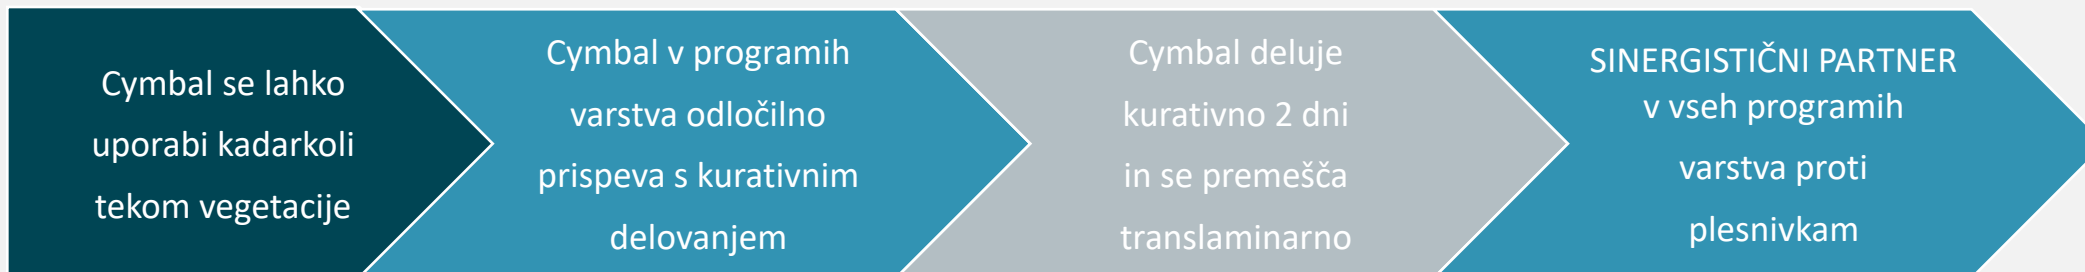 Cymbal se lahko
uporabi kadarkoli
tekom vegetacije
Cymbal v programih
varstva odločilno
prispeva s kurativnim
delovanjem
Cymbal deluje
kurativno 2 dni
in se premešča
translaminarno
SINERGISTIČNI PARTNER
v vseh programih
varstva proti
plesnivkam